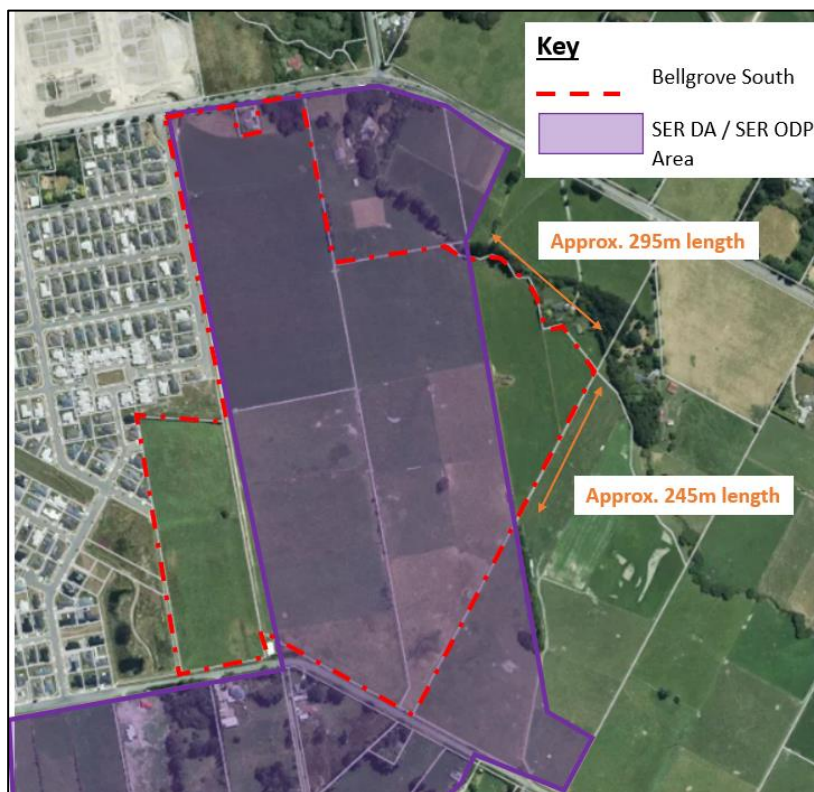 Key
Bellgrove South
SER DA / SER ODP
Area
Approx. 295m length
Approx. 245m length